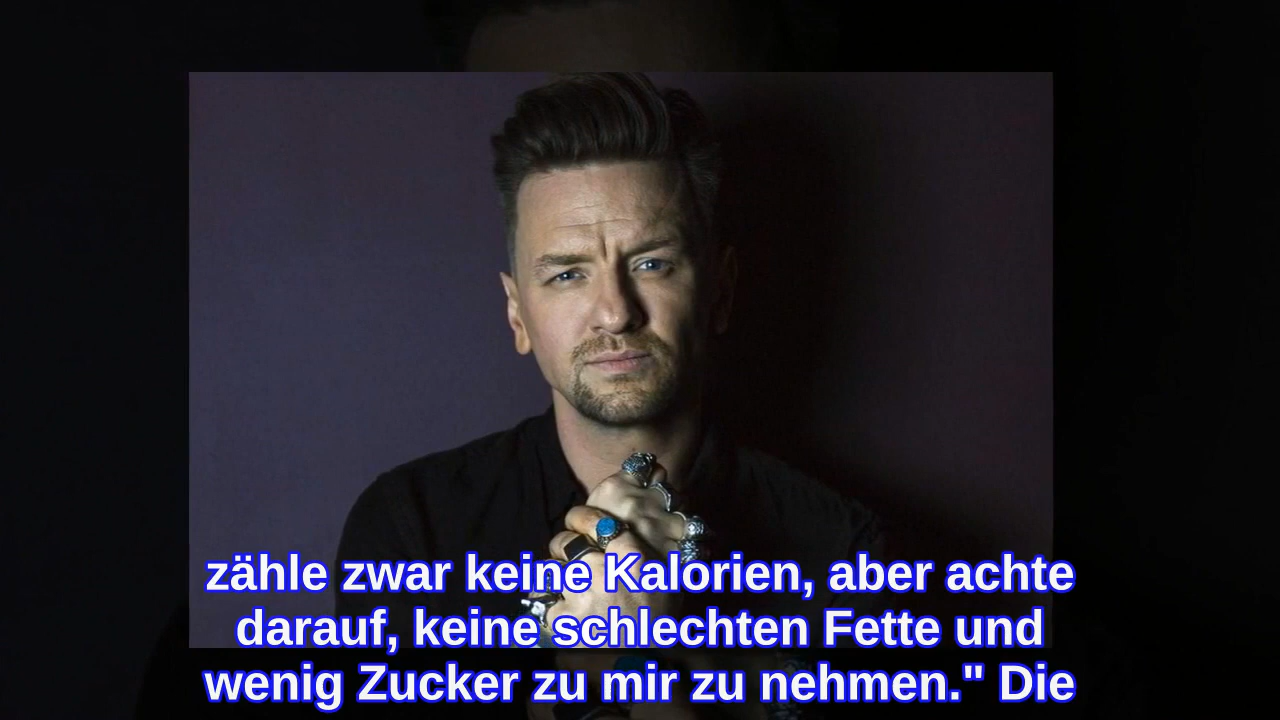 zähle zwar keine Kalorien, aber achte
darauf, keine schlechten Fette und
wenig Zucker zu mir zu nehmen." Die